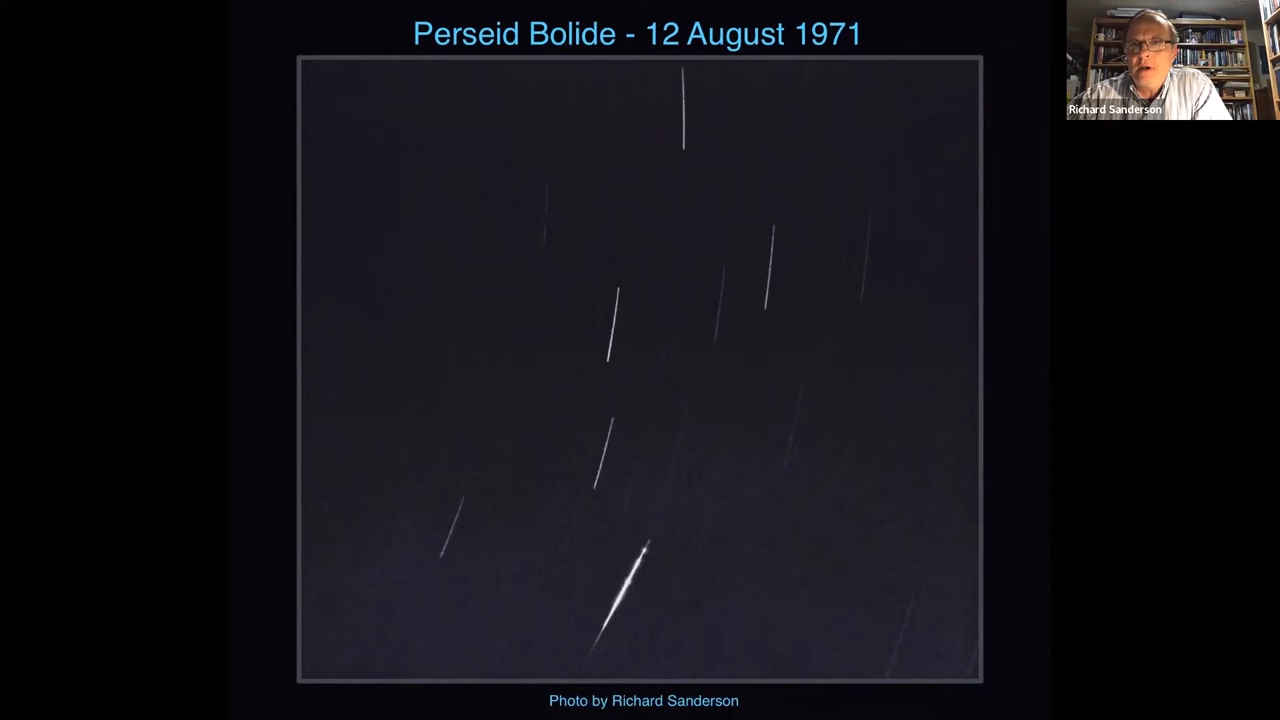 Perseid Bolide - 12 August 1971
Richard Sanderson
Photo by Richard Sanderson